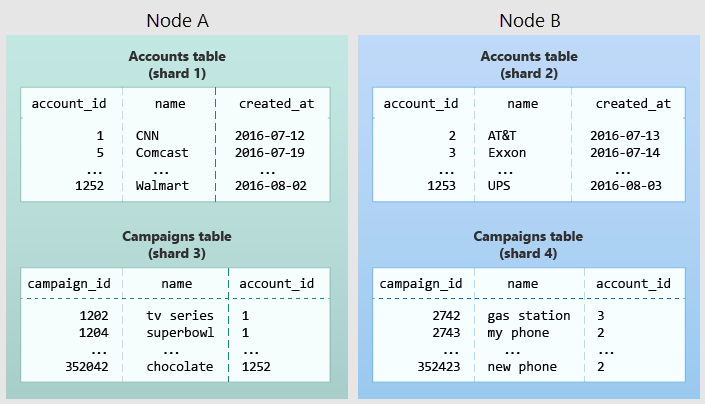 Node A
Accounts table
(shard 1)
account_id name created_at
1 CNN 2016-07-12
5 Comcast 2016-07-19
... ... ...
1252 Walmart 2016-08-02
Campaigns table
(shard 3)
campaign_id name account_id
1202 tv series 1
1204 superbowl 1
... ... ...
352042 chocolate 1252
Node B
Accounts table
(shard 2)
account_id name created_at
2 AT&T 2016-07-13
3 Exxon 2016-07-14
... ... ...
1253 UPS 2016-08-03
Campaigns table
(shard 4)
campaign_id name account_id
2742 gas station 3
2743 my phone 2
... ... ...
352423 new phone 2